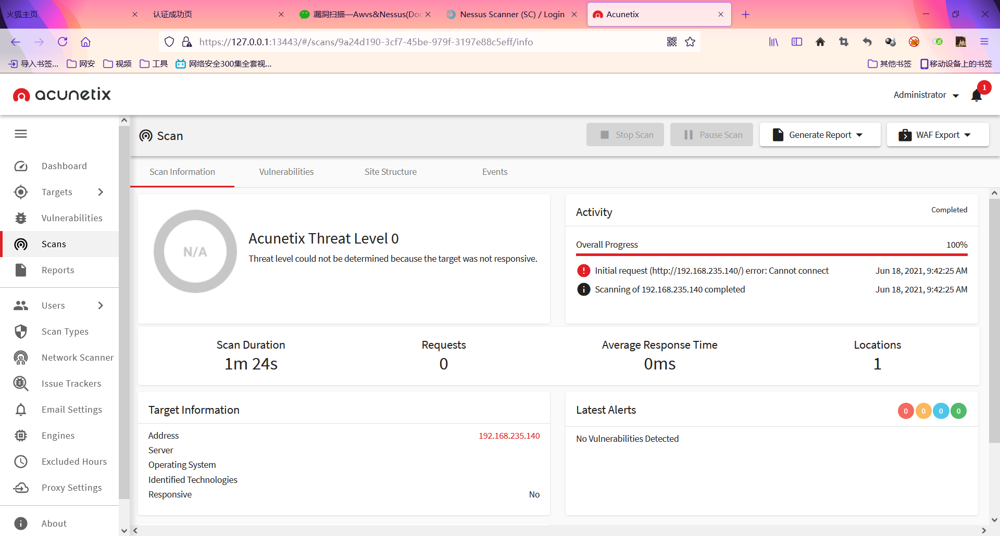 火狐主页
认证成功页
漏洞扫描—Awvs&Nessus(Doc
Nessus Scanner (SC) / Login
Acunetix
https://127.0.0.1:13443/#/scans/9a24d190-3cf7-45be-979f-3197e88c5eff/info
导入书签...
网安
视频
工具
网络安全300集全套视...
其他书签
移动设备上的书签
acunetix
Administrator
1
Scan
Stop Scan
Pause Scan
Generate Report
WAF Export
Dashboard
Targets
Vulnerabilities
Scans
Reports
Users
Scan Types
Network Scanner
Issue Trackers
Email Settings
Engines
Excluded Hours
Proxy Settings
About
Scan Information
Vulnerabilities
Site Structure
Events
N/A
Acunetix Threat Level 0
Threat level could not be determined because the target was not responsive.
Activity
Completed
Overall Progress
100%
Initial request (http://192.168.235.140/) error: Cannot connect
Jun 18, 2021, 9:42:25 AM
Scanning of 192.168.235.140 completed
Jun 18, 2021, 9:42:25 AM
Scan Duration
1m 24s
Requests
0
Average Response Time
0ms
Locations
1
Target Information
Address
192.168.235.140
Server
Operating System
Identified Technologies
Responsive
No
Latest Alerts
0 0 0 0
No Vulnerabilities Detected